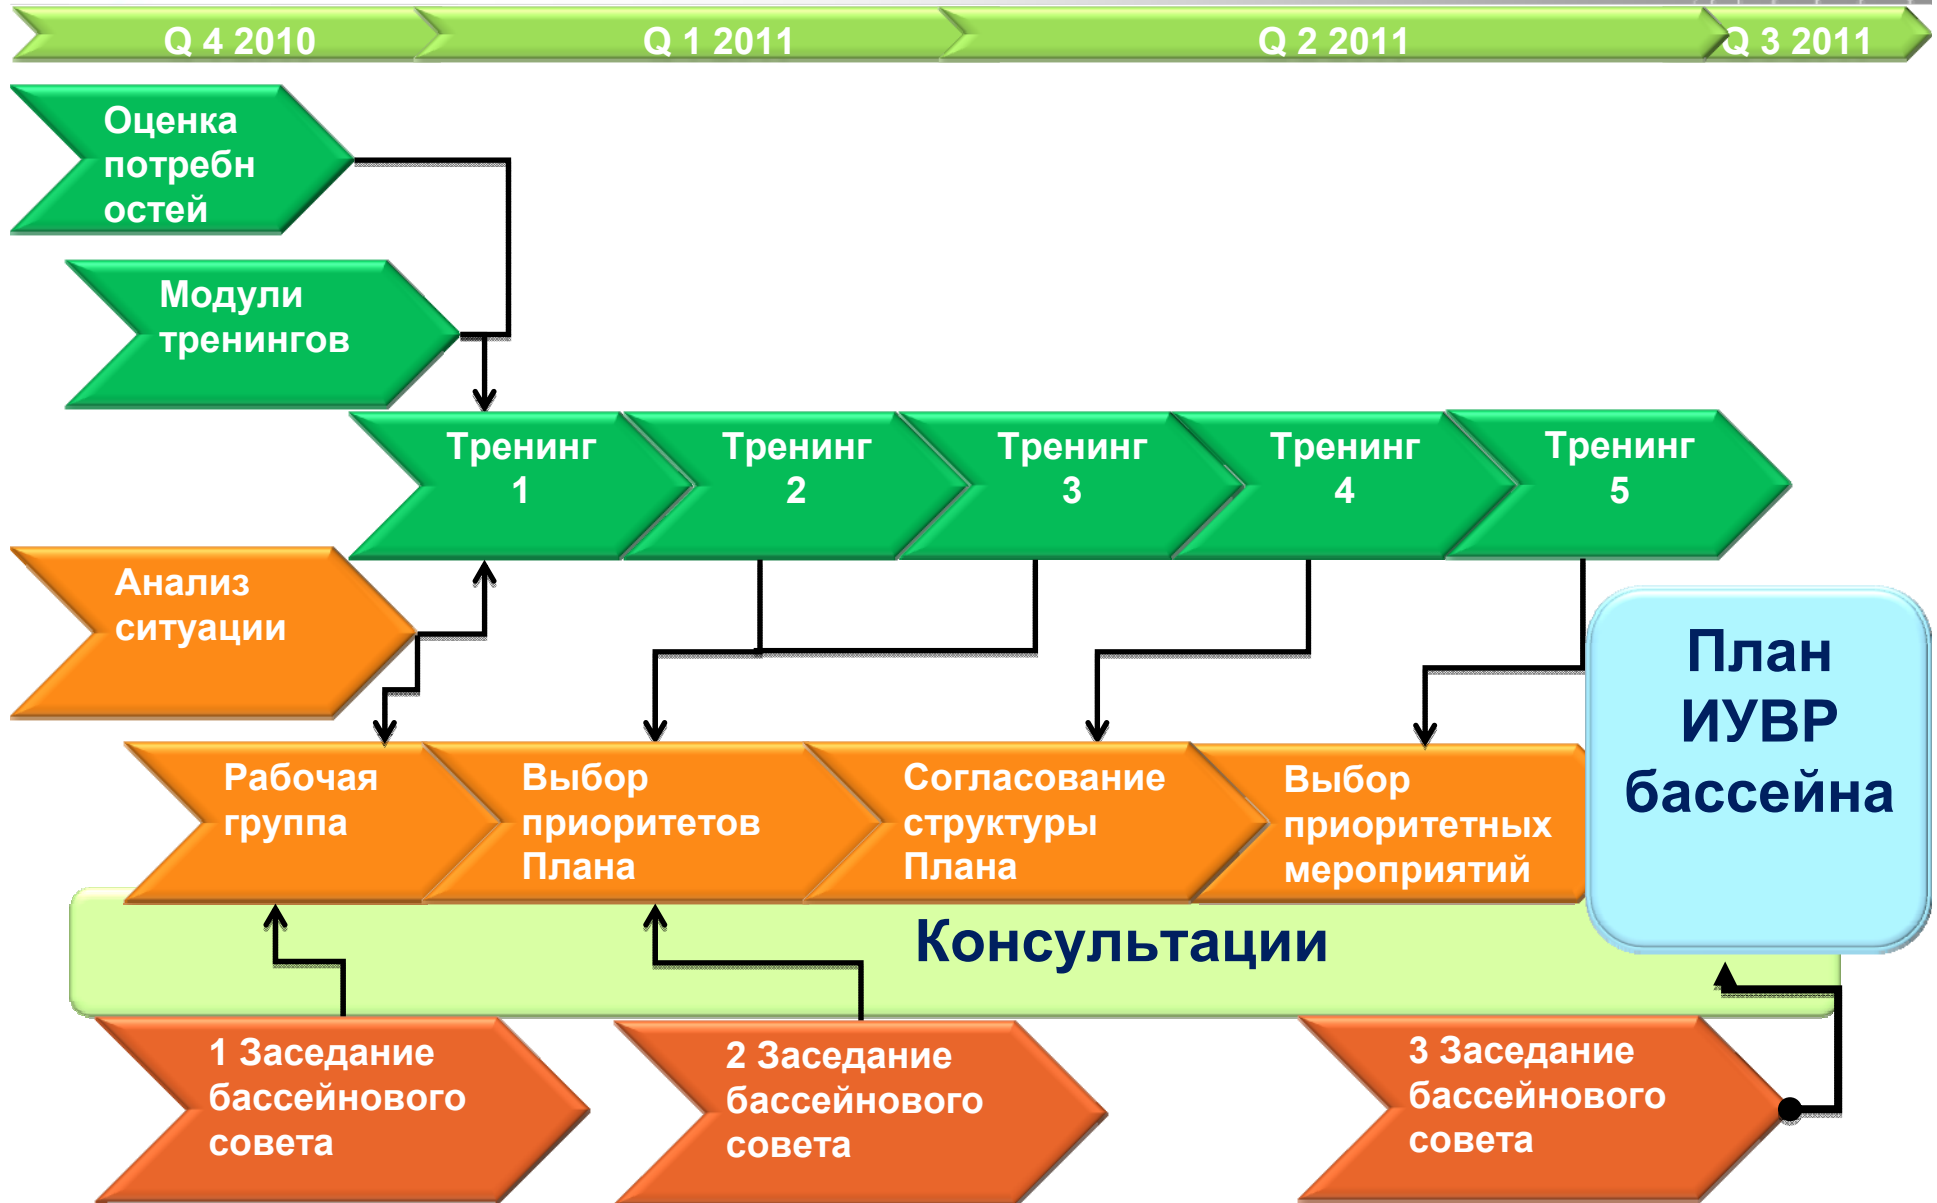 Q 4 2010
Q 1 2011
Q 2 2011
Q 3 2011
Оценка
потребн
остей
Модули
тренингов
Тренинг
1
Тренинг
2
Тренинг
3
Тренинг
4
Тренинг
5
Анализ
ситуации
План
ИУВР
бассейна
Рабочая
группа
Выбор
приоритетов
Плана
Согласование
структуры
Плана
Выбор
приоритетных
мероприятий
Консультации
1 Заседание
бассейнового
совета
2 Заседание
бассейнового
совета
3 Заседание
бассейнового
совета